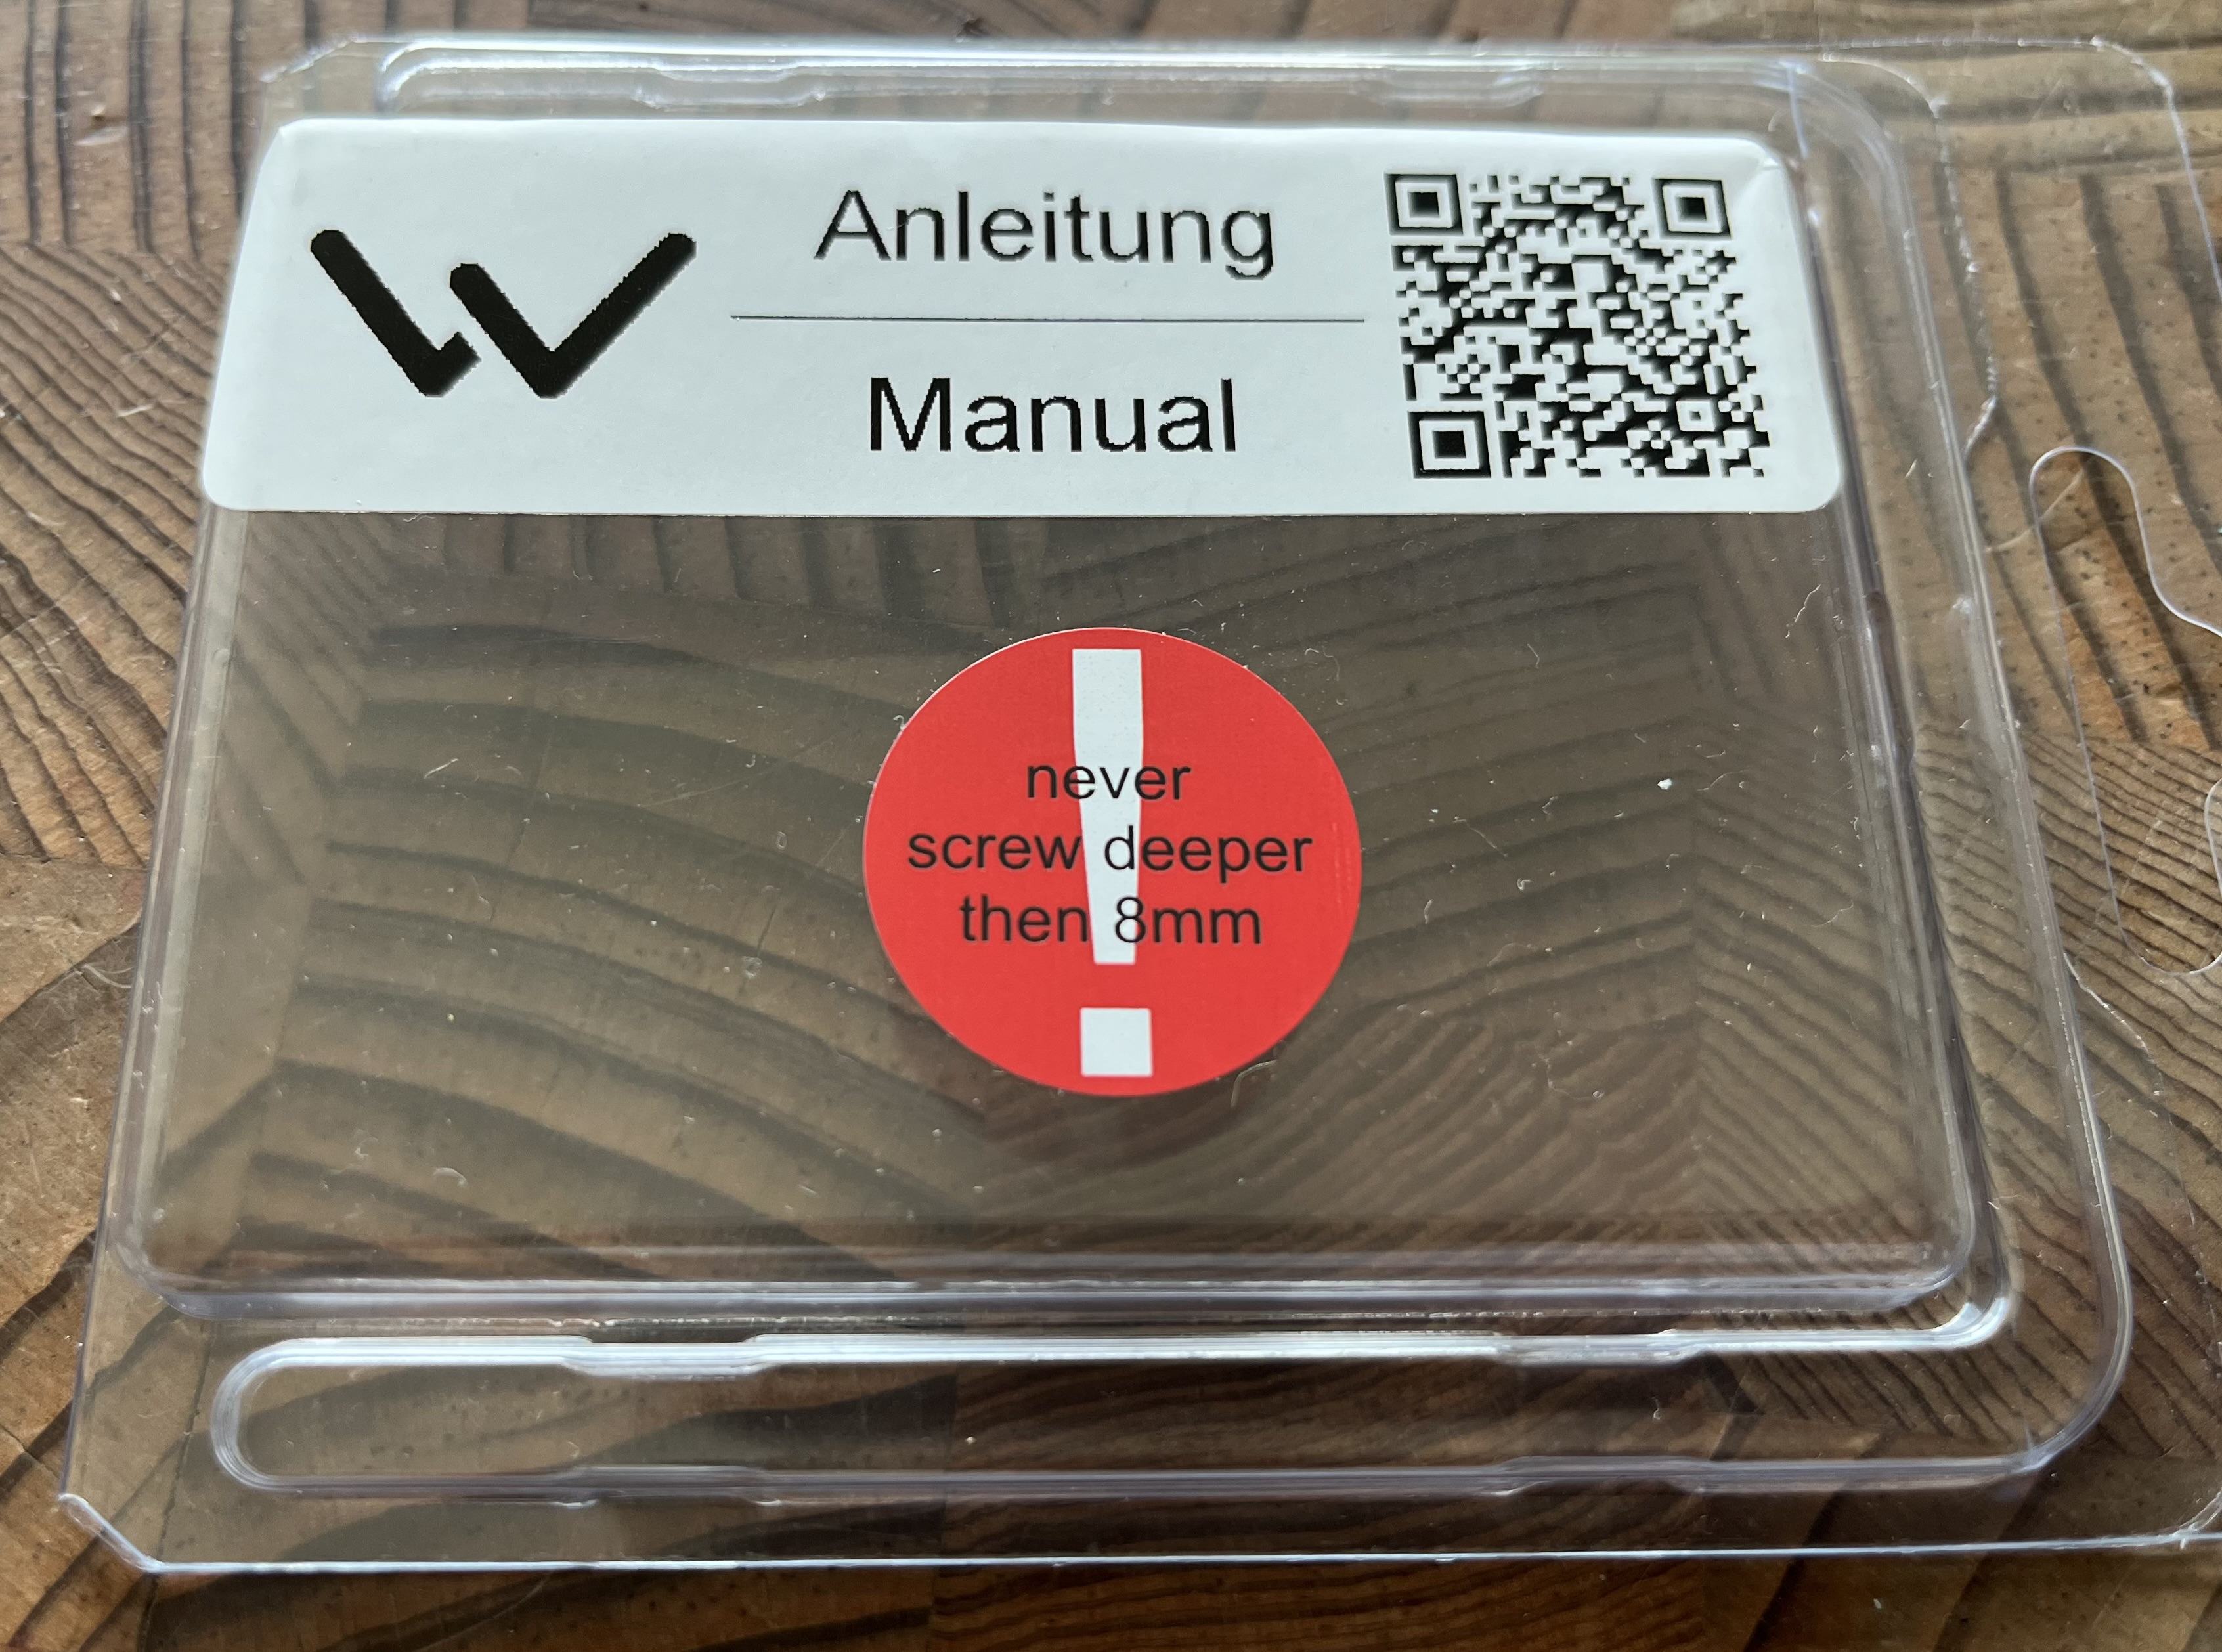 Anleitung
Manual
never
screw deeper
then 8mm